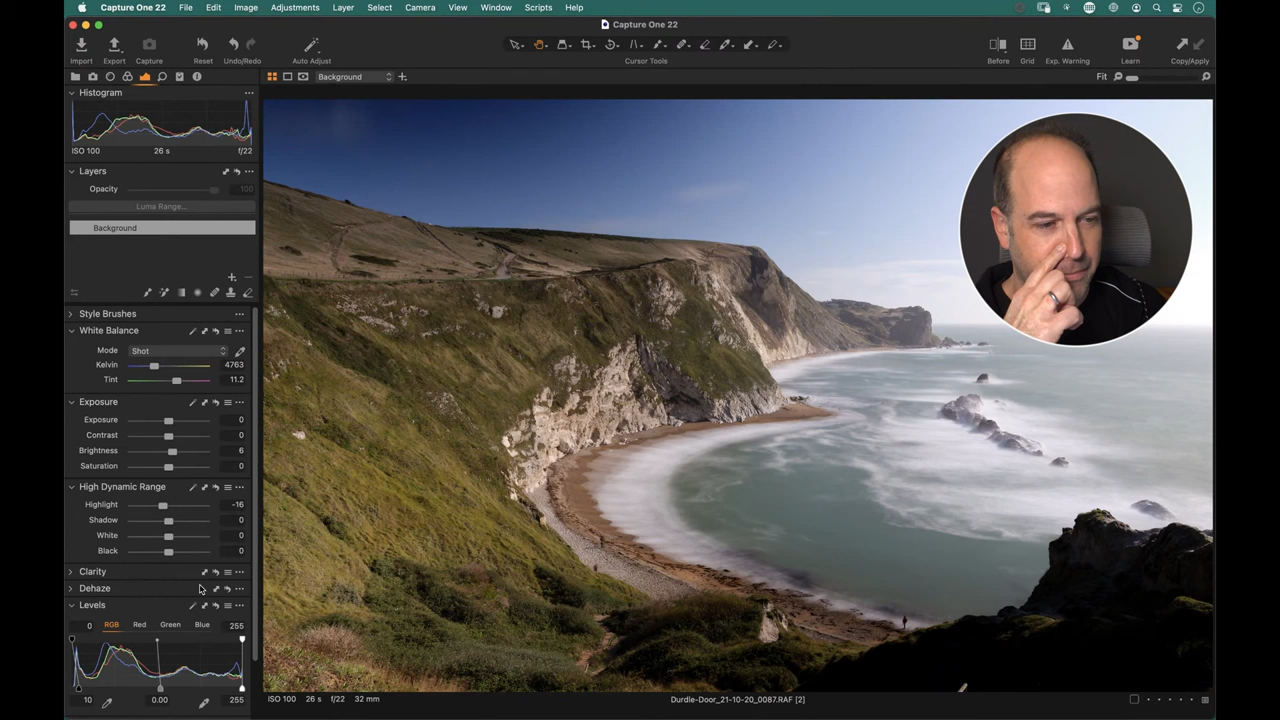 Capture One 22 File Edit Image Adjustments Layer Select Camera View Window Scripts Help
Capture One 22
Import Export Capture Reset Undo/Redo Auto Adjust Cursor Tools Before Grid Exp. Warning Learn Copy/Apply
Background Fit
Histogram
ISO 100 26 s f/22
Layers
Opacity 100
Luma Range...
Background
Style Brushes
White Balance
Mode Shot
Kelvin 4763
Tint 11.2
Exposure
Exposure 0
Contrast 0
Brightness 6
Saturation 0
High Dynamic Range
Highlight -16
Shadow 0
White 0
Black 0
Clarity
Dehaze
Levels
0 RGB Red Green Blue 255
10 0.00 255
ISO 100 26 s f/22 32 mm Durdle-Door_21-10-20_0087.RAF [2]